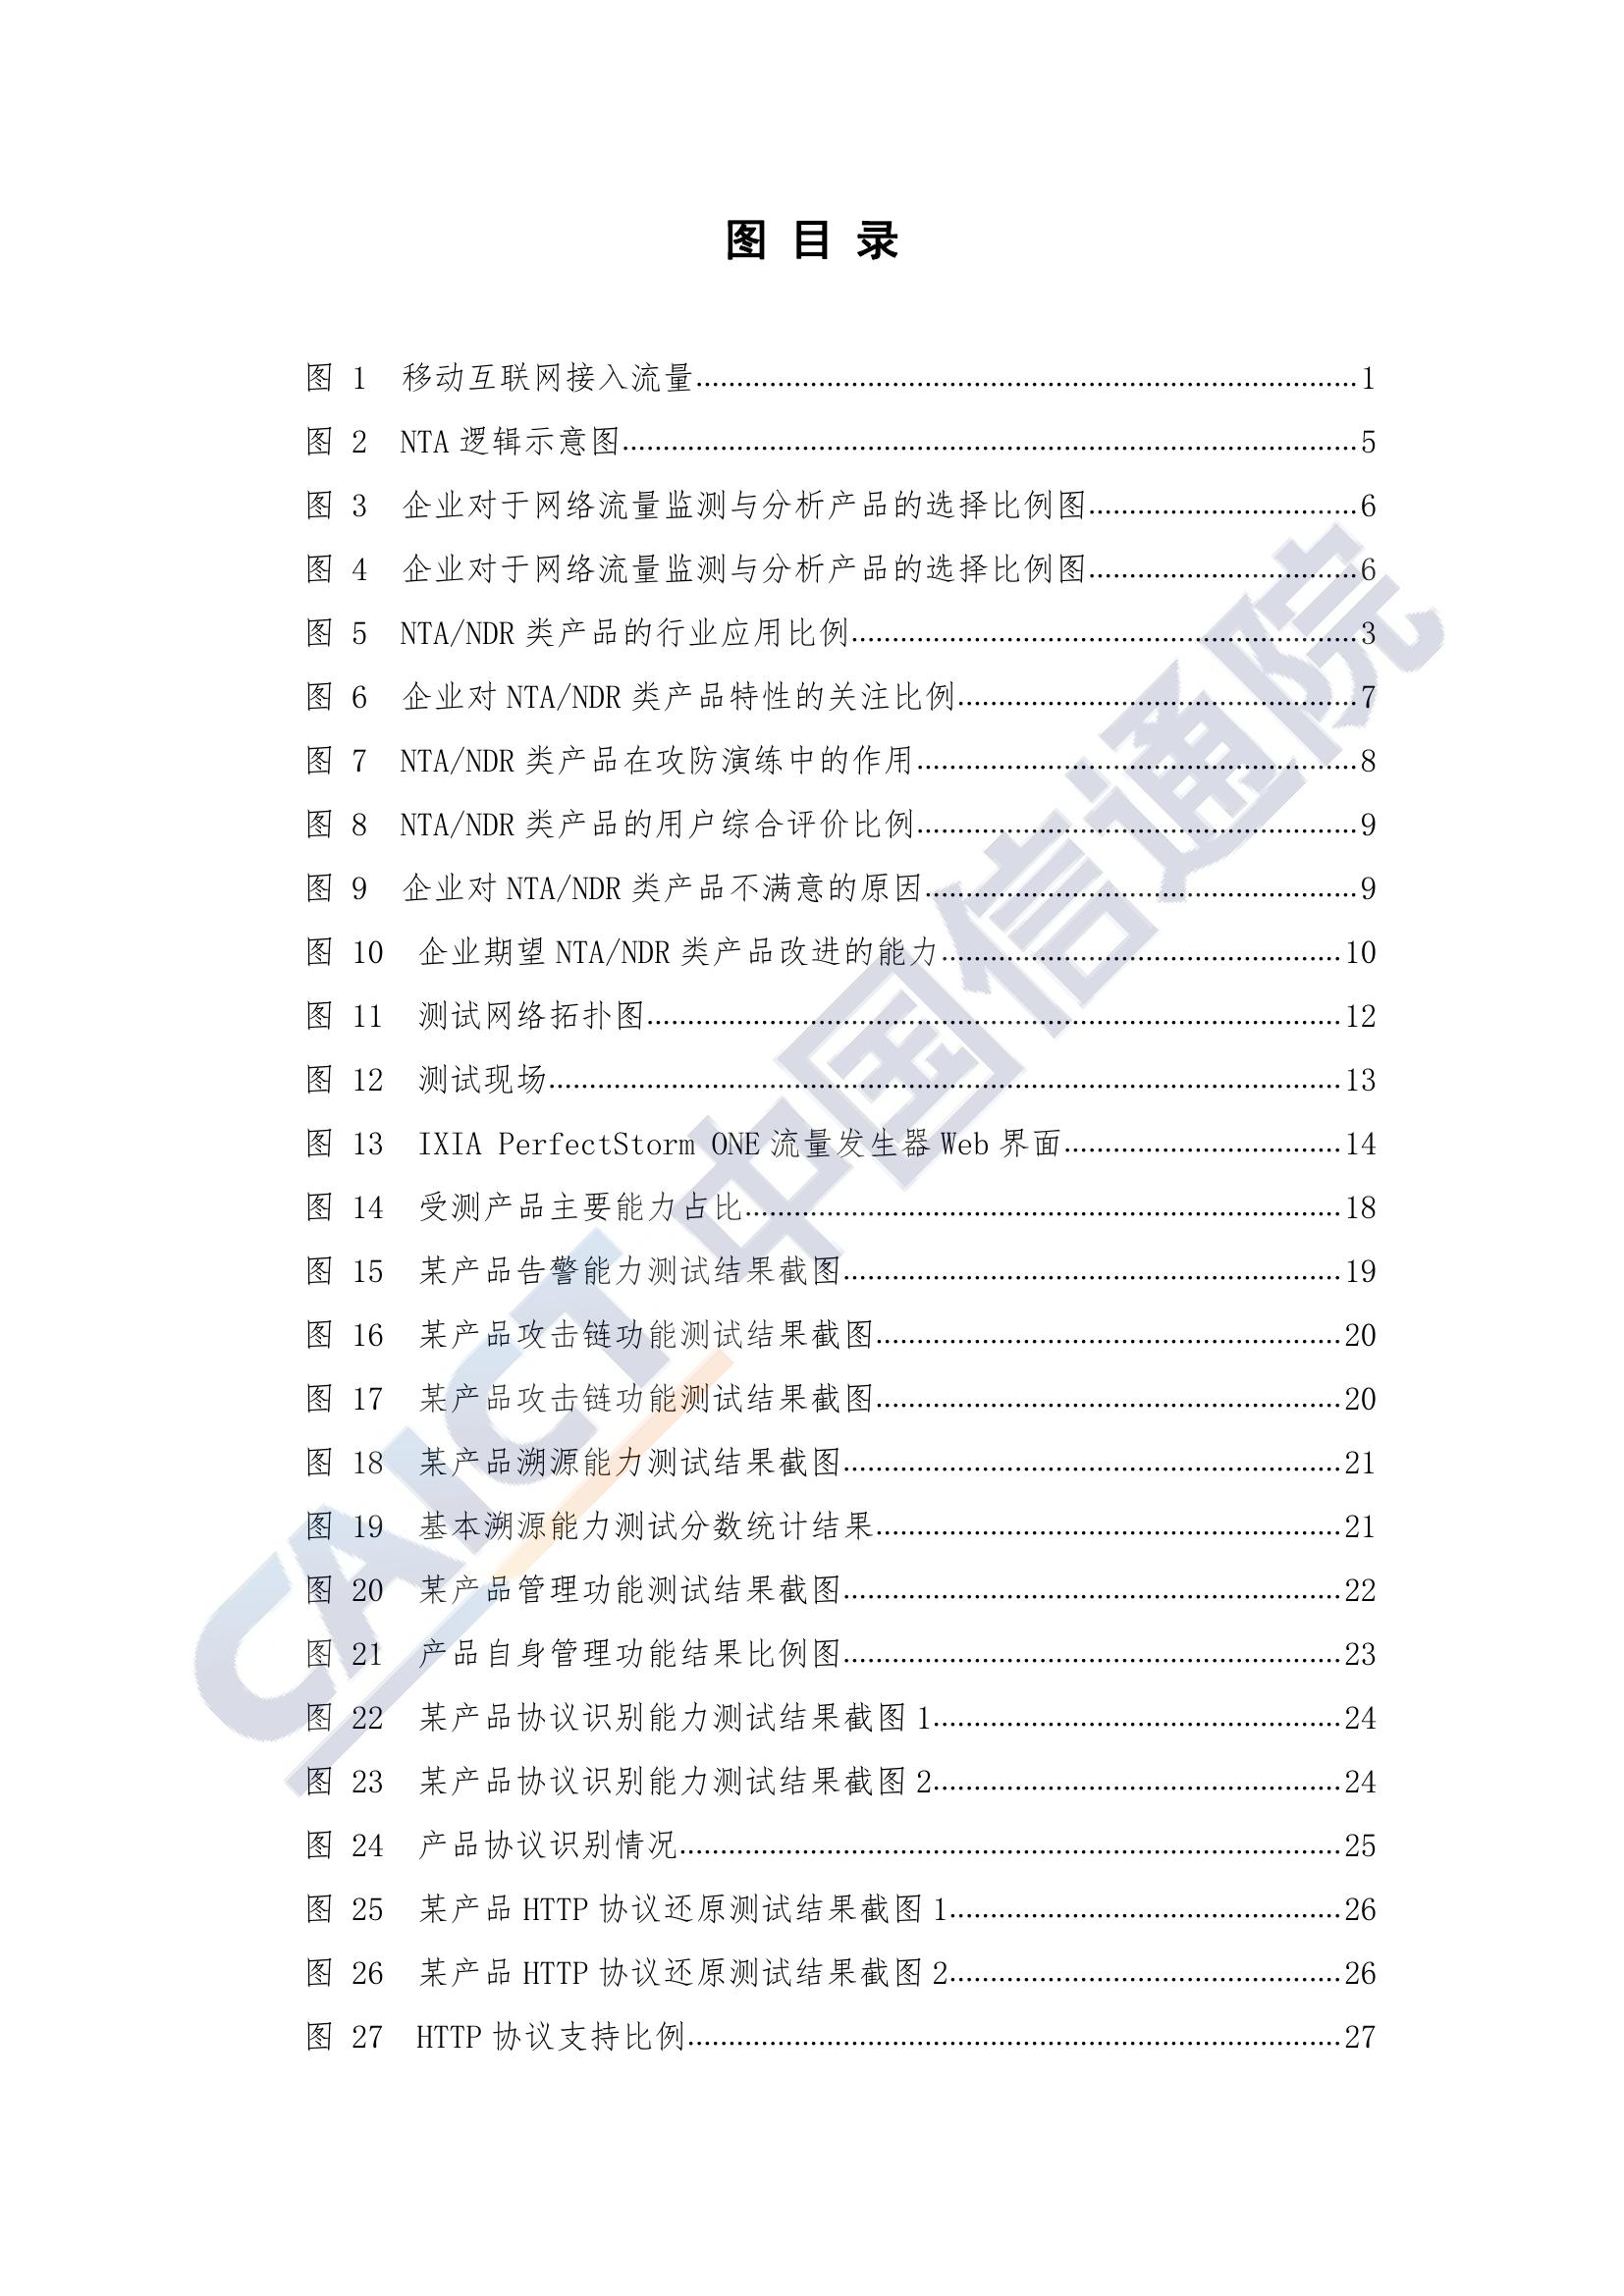 图 目 录
图 1 移动互联网接入流量........1
图 2 NTA 逻辑示意图........5
图 3 企业对于网络流量监测与分析产品的选择比例图........6
图 4 企业对于网络流量监测与分析产品的选择比例图........6
图 5 NTA/NDR 类产品的行业应用比例........3
图 6 企业对 NTA/NDR 类产品特性的关注比例........7
图 7 NTA/NDR 类产品在攻防演练中的作用........8
图 8 NTA/NDR 类产品的用户综合评价比例........9
图 9 企业对 NTA/NDR 类产品不满意的原因........9
图 10 企业期望 NTA/NDR 类产品改进的能力........10
图 11 测试网络拓扑图........12
图 12 测试现场........13
图 13 IXIA PerfectStorm ONE 流量发生器 Web 界面........14
图 14 受测产品主要能力占比........18
图 15 某产品告警能力测试结果截图........19
图 16 某产品攻击链功能测试结果截图........20
图 17 某产品攻击链功能测试结果截图........20
图 18 某产品溯源能力测试结果截图........21
图 19 基本溯源能力测试分数统计结果........21
图 20 某产品管理功能测试结果截图........22
图 21 产品自身管理功能结果比例图........23
图 22 某产品协议识别能力测试结果截图 1........24
图 23 某产品协议识别能力测试结果截图 2........24
图 24 产品协议识别情况........25
图 25 某产品 HTTP 协议还原测试结果截图 1........26
图 26 某产品 HTTP 协议还原测试结果截图 2........26
图 27 HTTP 协议支持比例........27
CAICT 中国信通院